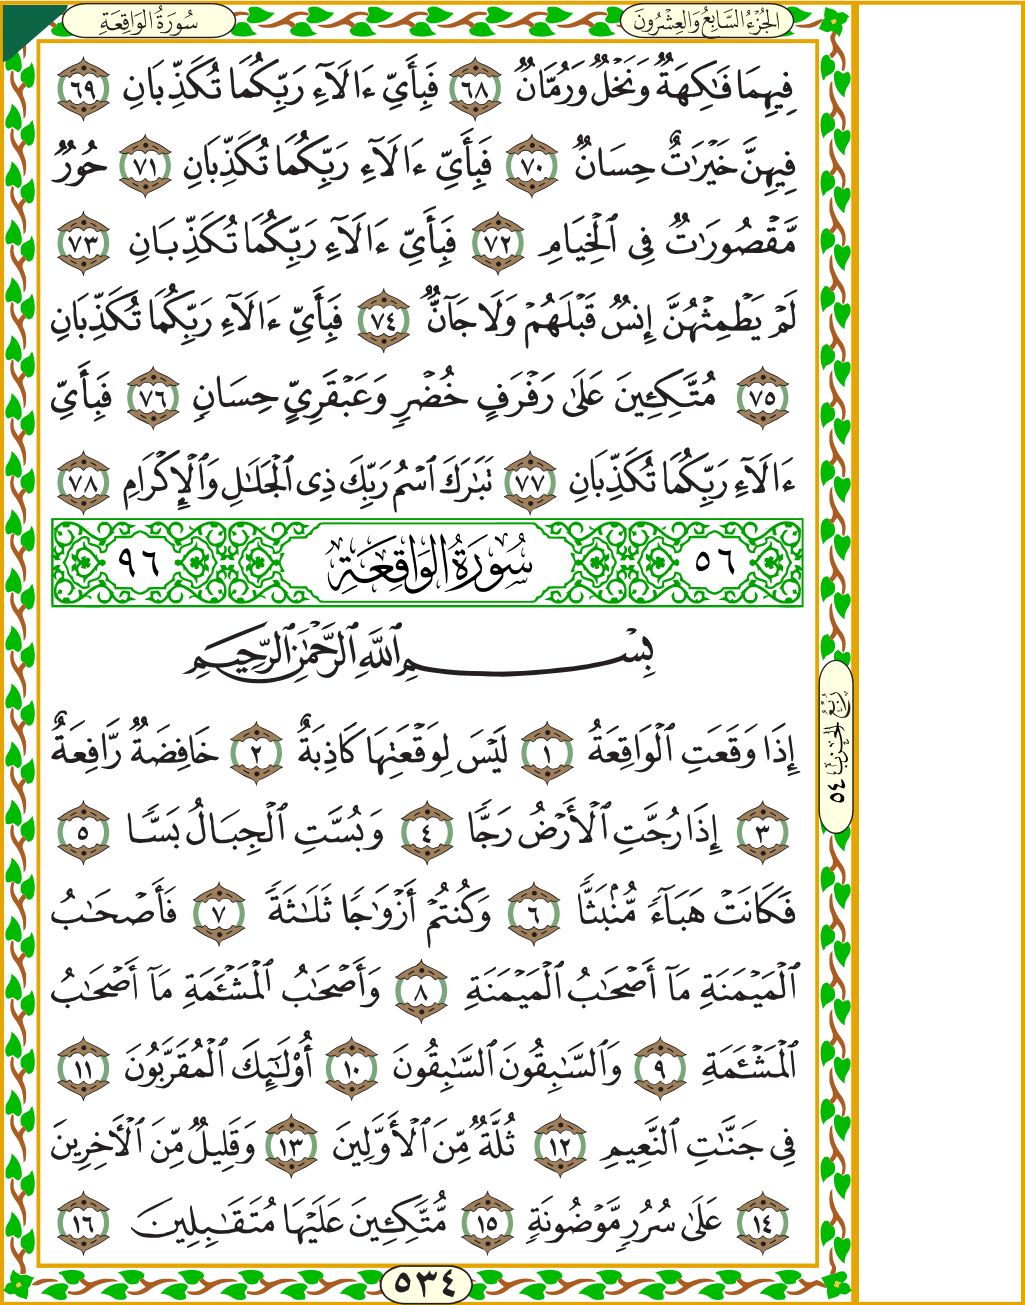 الجُزْءُ السَّابِعُ وَالعِشْرُونَ
سُورَةُ الوَاقِعَةِ
فِيهِمَا فَٰكِهَةٌ وَنَخْلٌ وَرُمَّانٌ ٦٨ فَبِأَيِّ ءَالَآءِ رَبِّكُمَا تُكَذِّبَانِ ٦٩
فِيهِنَّ خَيْرَٰتٌ حِسَانٌ ٧٠ فَبِأَيِّ ءَالَآءِ رَبِّكُمَا تُكَذِّبَانِ ٧١ حُورٌ
مَّقْصُورَٰتٌ فِى ٱلْخِيَامِ ٧٢ فَبِأَيِّ ءَالَآءِ رَبِّكُمَا تُكَذِّبَانِ ٧٣
لَمْ يَطْمِثْهُنَّ إِنسٌ قَبْلَهُمْ وَلَا جَآنٌّ ٧٤ فَبِأَيِّ ءَالَآءِ رَبِّكُمَا تُكَذِّبَانِ
٧٥ مُتَّكِـِٔينَ عَلَىٰ رَفْرَفٍ خُضْرٍ وَعَبْقَرِيٍّ حِسَانٍ ٧٦ فَبِأَيِّ
ءَالَآءِ رَبِّكُمَا تُكَذِّبَانِ ٧٧ تَبَٰرَكَ ٱسْمُ رَبِّكَ ذِى ٱلْجَلَٰلِ وَٱلْإِكْرَامِ ٧٨
٥٦ سُورَةُ الوَاقِعَةِ ٩٦
بِسْمِ ٱللَّهِ ٱلرَّحْمَٰنِ ٱلرَّحِيمِ
إِذَا وَقَعَتِ ٱلْوَاقِعَةُ ١ لَيْسَ لِوَقْعَتِهَا كَاذِبَةٌ ٢ خَافِضَةٌ رَّافِعَةٌ
٣ إِذَا رُجَّتِ ٱلْأَرْضُ رَجًّا ٤ وَبُسَّتِ ٱلْجِبَالُ بَسًّا ٥
فَكَانَتْ هَبَآءً مُّنۢبَثًّا ٦ وَكُنتُمْ أَزْوَٰجًا ثَلَٰثَةً ٧ فَأَصْحَٰبُ
ٱلْمَيْمَنَةِ مَآ أَصْحَٰبُ ٱلْمَيْمَنَةِ ٨ وَأَصْحَٰبُ ٱلْمَشْـَٔمَةِ مَآ أَصْحَٰبُ
ٱلْمَشْـَٔمَةِ ٩ وَٱلسَّٰبِقُونَ ٱلسَّٰبِقُونَ ١٠ أُو۟لَٰٓئِكَ ٱلْمُقَرَّبُونَ ١١
فِى جَنَّٰتِ ٱلنَّعِيمِ ١٢ ثُلَّةٌ مِّنَ ٱلْأَوَّلِينَ ١٣ وَقَلِيلٌ مِّنَ ٱلْءَاخِرِينَ
١٤ عَلَىٰ سُرُرٍ مَّوْضُونَةٍ ١٥ مُّتَّكِـِٔينَ عَلَيْهَا مُتَقَٰبِلِينَ ١٦
رُبْعُ الحِزْبِ ٥٤
٥٣٤